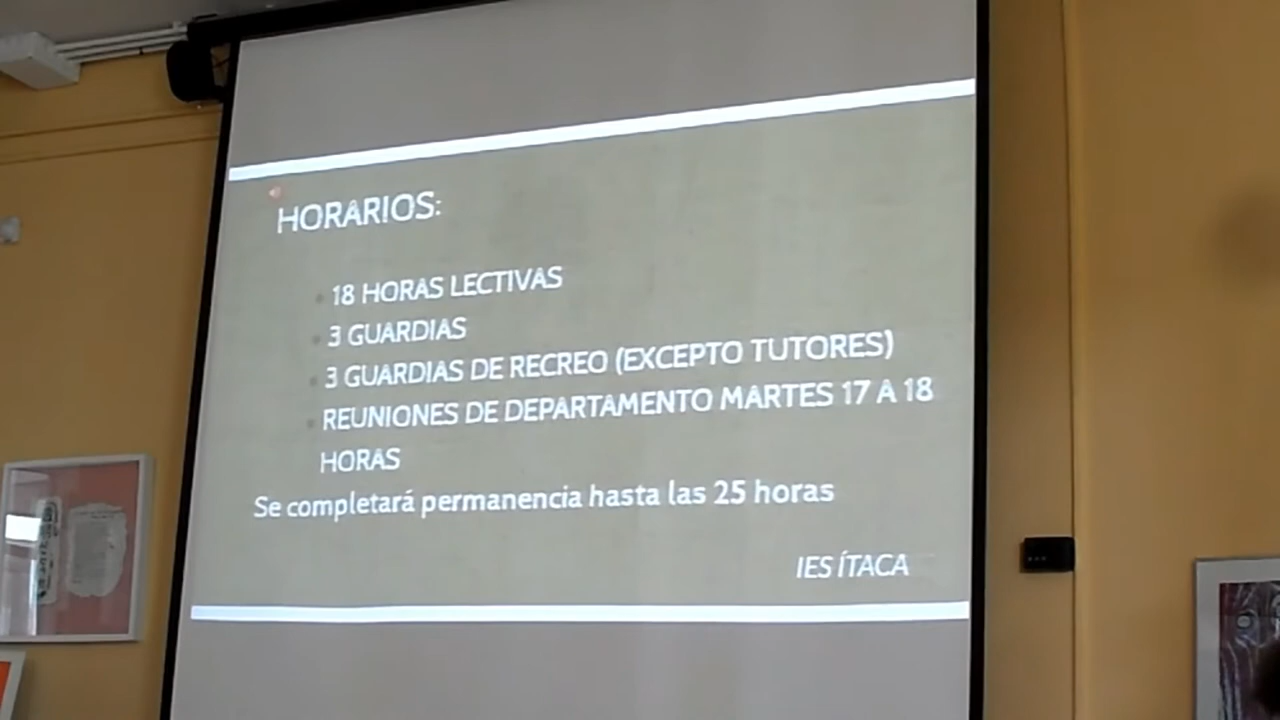 HORARIOS:
18 HORAS LECTIVAS
3 GUARDIAS
3 GUARDIAS DE RECREO (EXCEPTO TUTORES)
REUNIONES DE DEPARTAMENTO MARTES 17 A 18
HORAS
Se completará permanencia hasta las 25 horas
IES ÍTACA